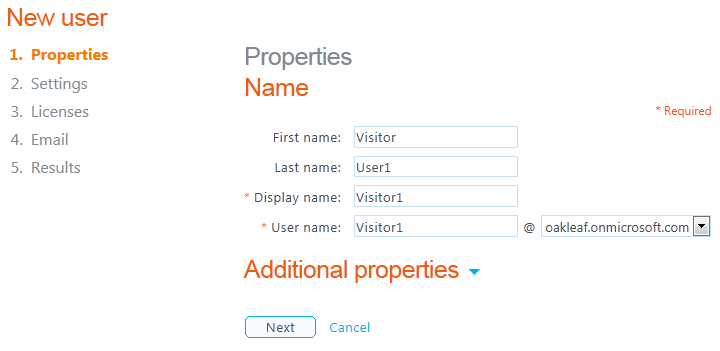 New user
1. Properties
2. Settings
3. Licenses
4. Email
5. Results
Properties
Name
* Required
First name: Visitor
Last name: User1
* Display name: Visitor1
* User name: Visitor1 @ oakleaf.onmicrosoft.com
Additional properties
Next Cancel